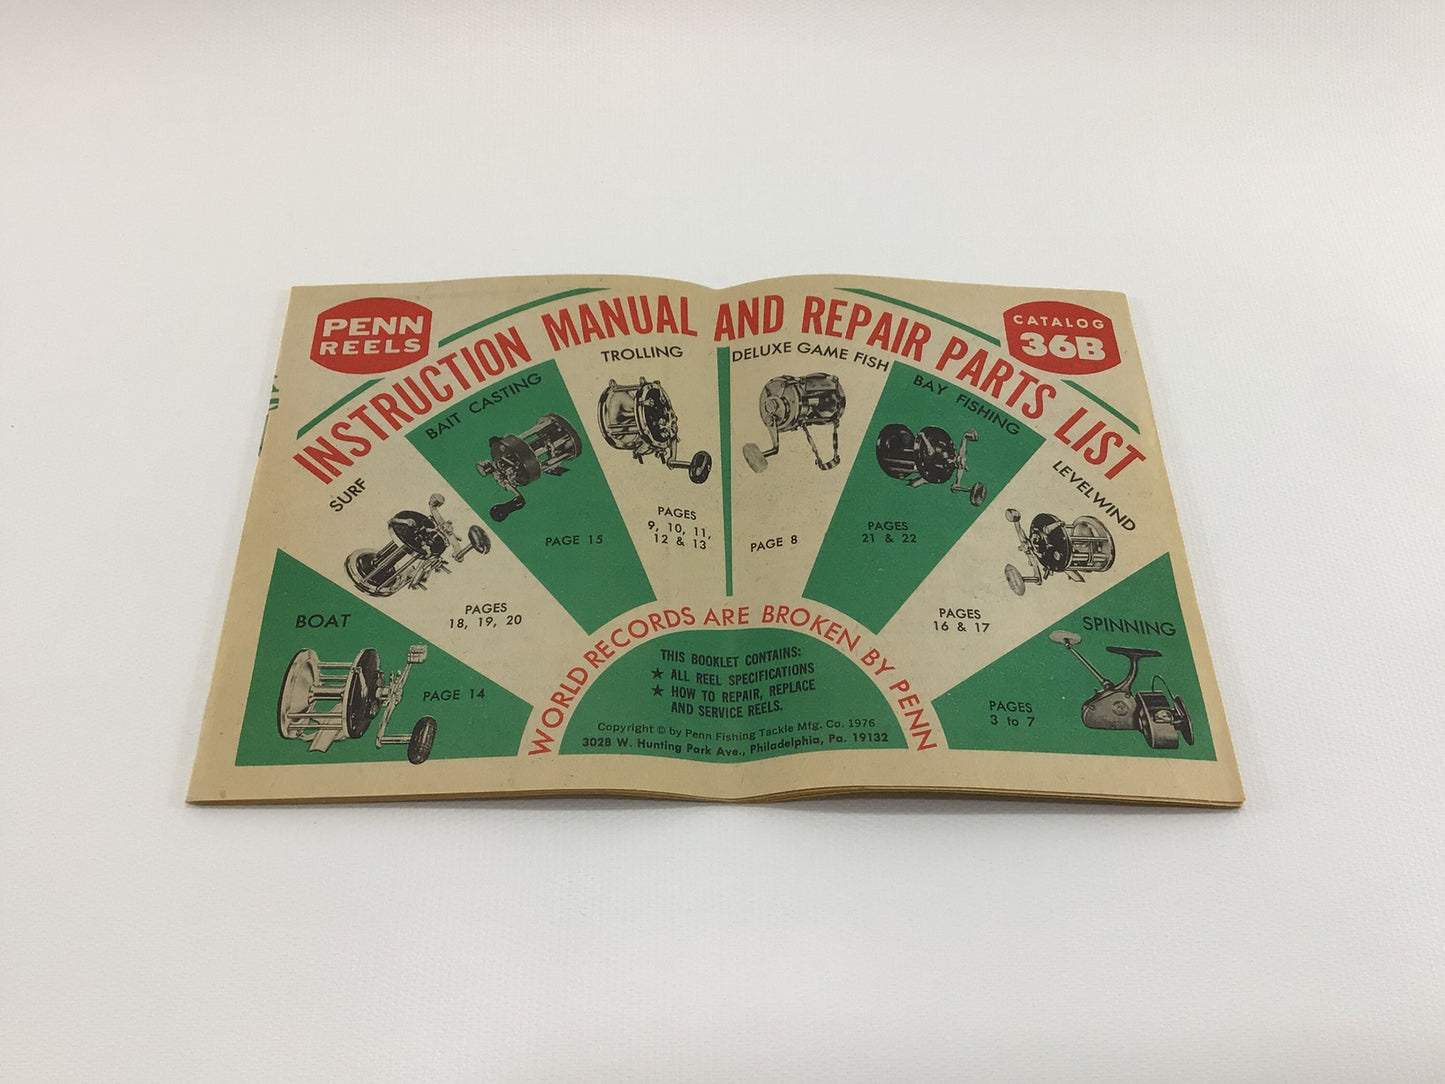 PENN
REELS
INSTRUCTION MANUAL AND REPAIR PARTS LIST
CATALOG
36B
BOAT
PAGE 14
SURF
PAGES
18, 19, 20
BAIT CASTING
PAGE 15
TROLLING
PAGES
9, 10, 11,
12 & 13
DELUXE GAME FISH
PAGE 8
BAY FISHING
PAGES
21 & 22
LEVELWIND
PAGES
16 & 17
SPINNING
PAGES
3 to 7
WORLD RECORDS ARE BROKEN BY PENN
THIS BOOKLET CONTAINS:
★ ALL REEL SPECIFICATIONS
★ HOW TO REPAIR, REPLACE
AND SERVICE REELS.
Copyright © by Penn Fishing Tackle Mfg. Co. 1976
3028 W. Hunting Park Ave., Philadelphia, Pa. 19132